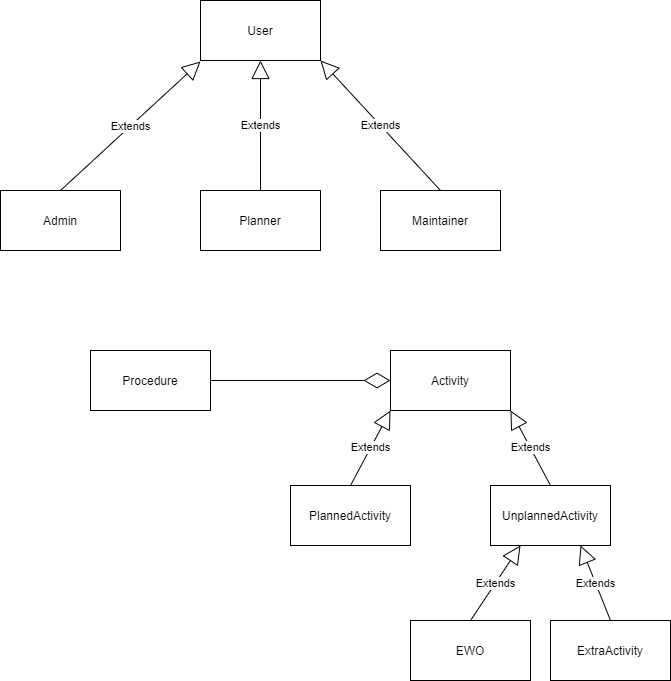 User
Extends
Extends
Extends
Admin
Planner
Maintainer
Procedure
Activity
Extends
Extends
PlannedActivity
UnplannedActivity
Extends
Extends
EWO
ExtraActivity